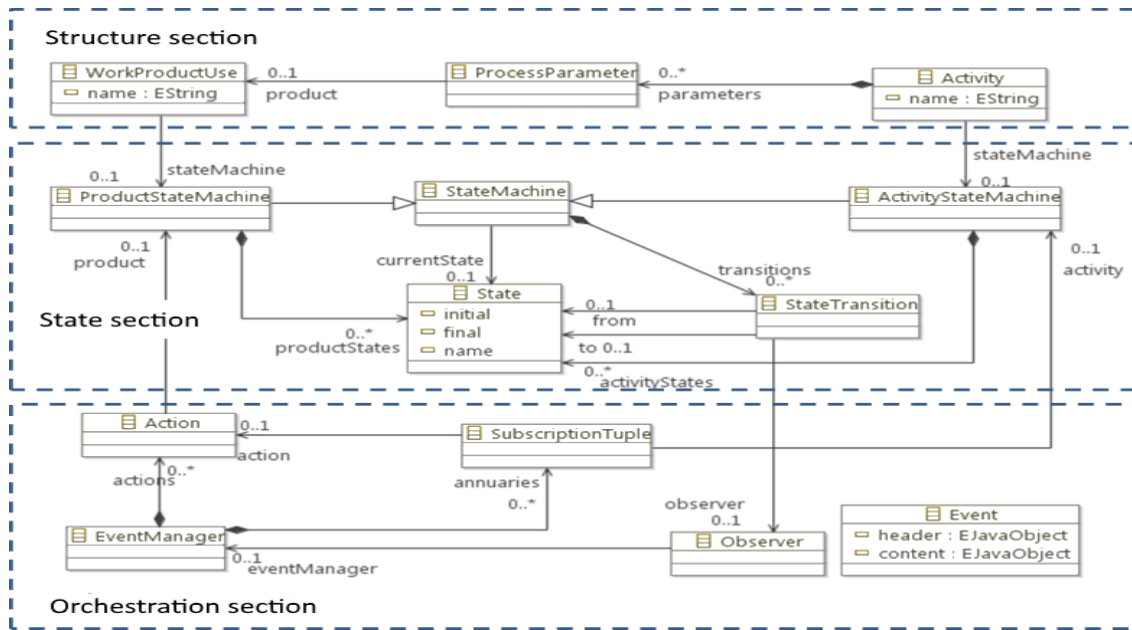 Structure section
WorkProductUse
name : EString
0..1
product
ProcessParameter
0..*
parameters
Activity
name : EString
stateMachine
0..1
stateMachine
0..1
ProductStateMachine
StateMachine
ActivityStateMachine
0..1
product
currentState
0..1
transitions
0..*
0..1
activity
State
initial
final
name
StateTransition
0..1
from
to 0..1
State section
0..*
productStates
0..*
activityStates
Action
0..1
action
SubscriptionTuple
actions
0..*
annuaries
0..*
observer
0..1
EventManager
0..1
eventManager
Observer
Event
header : EJavaObject
content : EJavaObject
Orchestration section